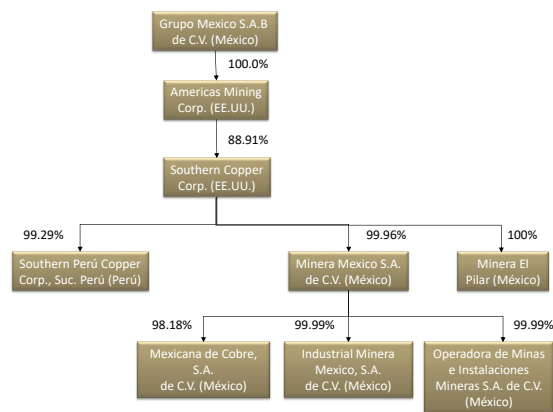 Grupo Mexico S.A.B
de C.V. (México)
100.0%
Americas Mining
Corp. (EE.UU.)
88.91%
Southern Copper
Corp. (EE.UU.)
99.29%
99.96%
100%
Southern Perú Copper
Corp., Suc. Perú (Perú)
Minera Mexico S.A.
de C.V. (México)
Minera El
Pilar (México)
98.18%
99.99%
99.99%
Mexicana de Cobre,
S.A.
de C.V. (México)
Industrial Minera
Mexico, S.A.
de C.V. (México)
Operadora de Minas
e Instalaciones
Mineras S.A. de C.V.
(México)